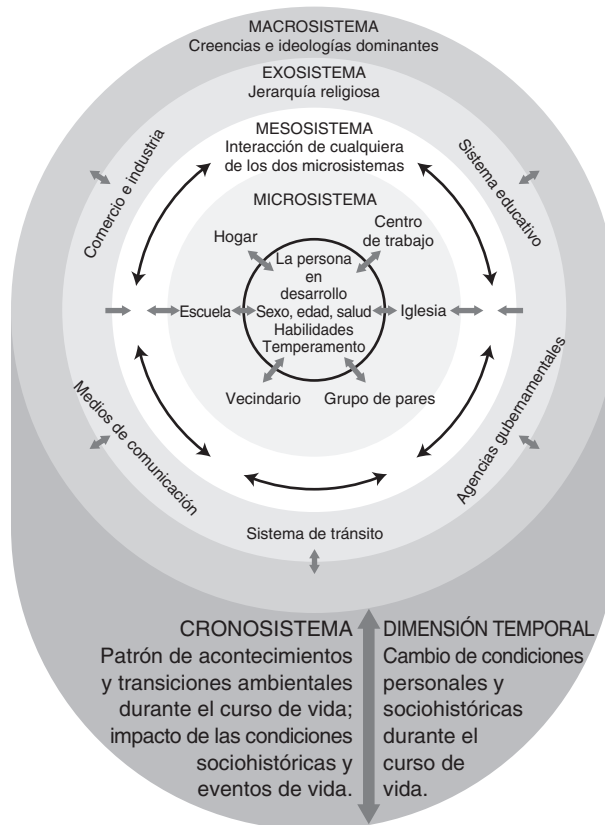 MACROSISTEMA
Creencias e ideologías dominantes
EXOSISTEMA
Jerarquía religiosa
MESOSISTEMA
Interacción de cualquiera
de los dos microsistemas
Comercio e industria
Sistema educativo
MICROSISTEMA
Hogar
Centro
de trabajo
La persona
en
desarrollo
Sexo, edad, salud
Habilidades
Temperamento
Escuela
Iglesia
Vecindario
Grupo de pares
Medios de comunicación
Agencias gubernamentales
Sistema de tránsito
CRONOSISTEMA
Patrón de acontecimientos
y transiciones ambientales
durante el curso de vida;
impacto de las condiciones
sociohistóricas y
eventos de vida.
DIMENSIÓN TEMPORAL
Cambio de condiciones
personales y
sociohistóricas
durante el
curso de
vida.